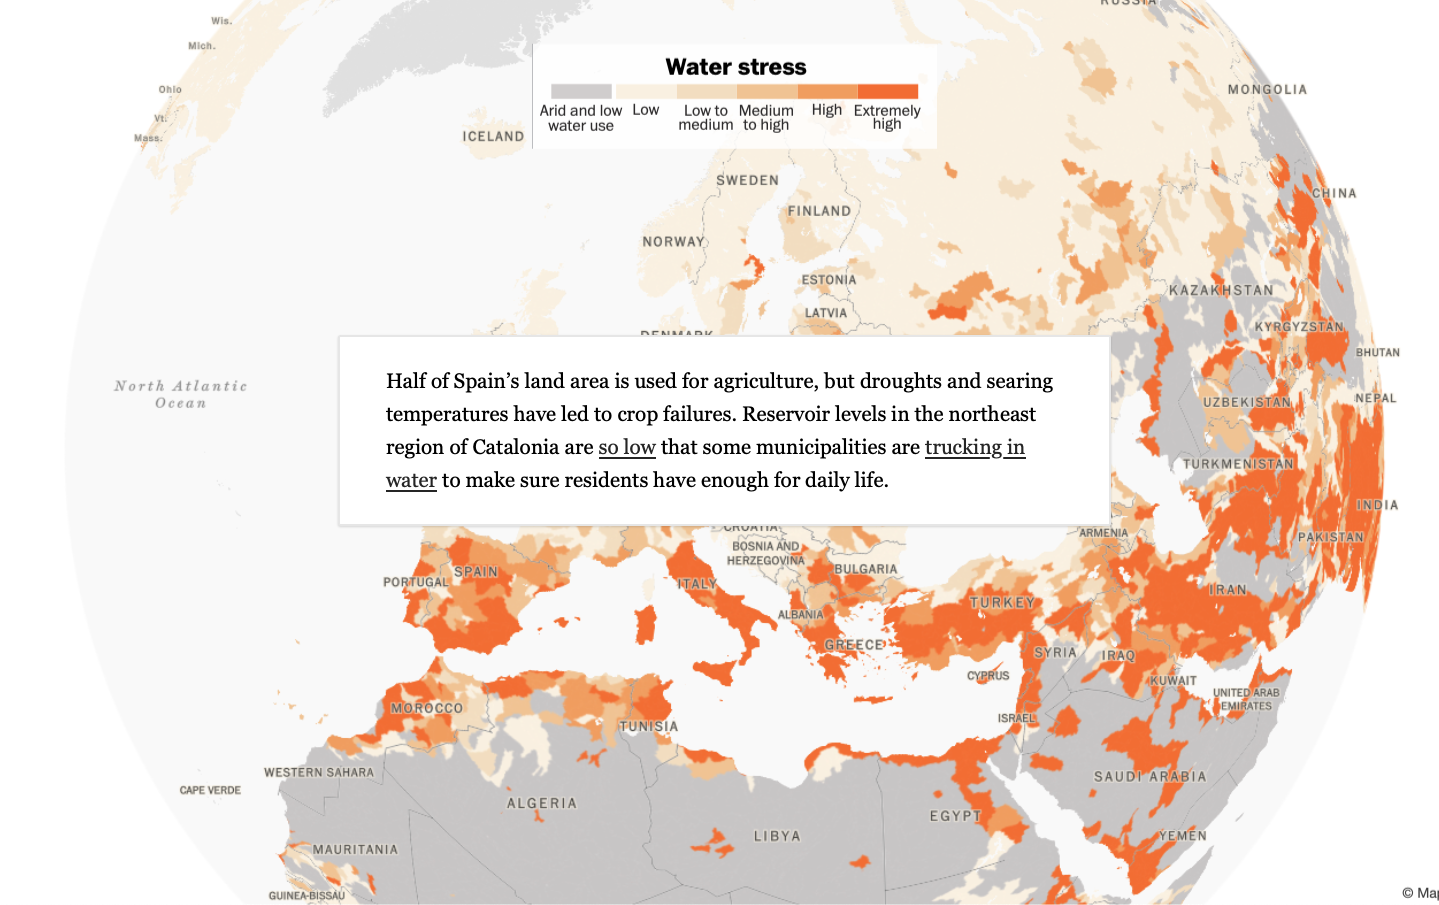 RUSSIA
Wis.
Mich.
Water stress
Ohio
MONGOLIA
Arid and low water use
Low
Low to medium
Medium to high
High
Extremely high
Vt.
Mass.
ICELAND
SWEDEN
CHINA
FINLAND
NORWAY
ESTONIA
KAZAKHSTAN
LATVIA
KYRGYZSTAN
DENMARK
BHUTAN
North Atlantic
Ocean
Half of Spain’s land area is used for agriculture, but droughts and searing
temperatures have led to crop failures. Reservoir levels in the northeast
region of Catalonia are so low that some municipalities are trucking in
water to make sure residents have enough for daily life.
NEPAL
UZBEKISTAN
TURKMENISTAN
INDIA
CROATIA
ARMENIA
PAKISTAN
BOSNIA AND
HERZEGOVINA
BULGARIA
SPAIN
PORTUGAL
ITALY
IRAN
TURKEY
ALBANIA
GREECE
SYRIA
IRAQ
CYPRUS
KUWAIT
UNITED ARAB
EMIRATES
MOROCCO
ISRAEL
TUNISIA
WESTERN SAHARA
SAUDI ARABIA
CAPE VERDE
ALGERIA
EGYPT
LIBYA
YEMEN
MAURITANIA
GUINEA-BISSAU
© Map